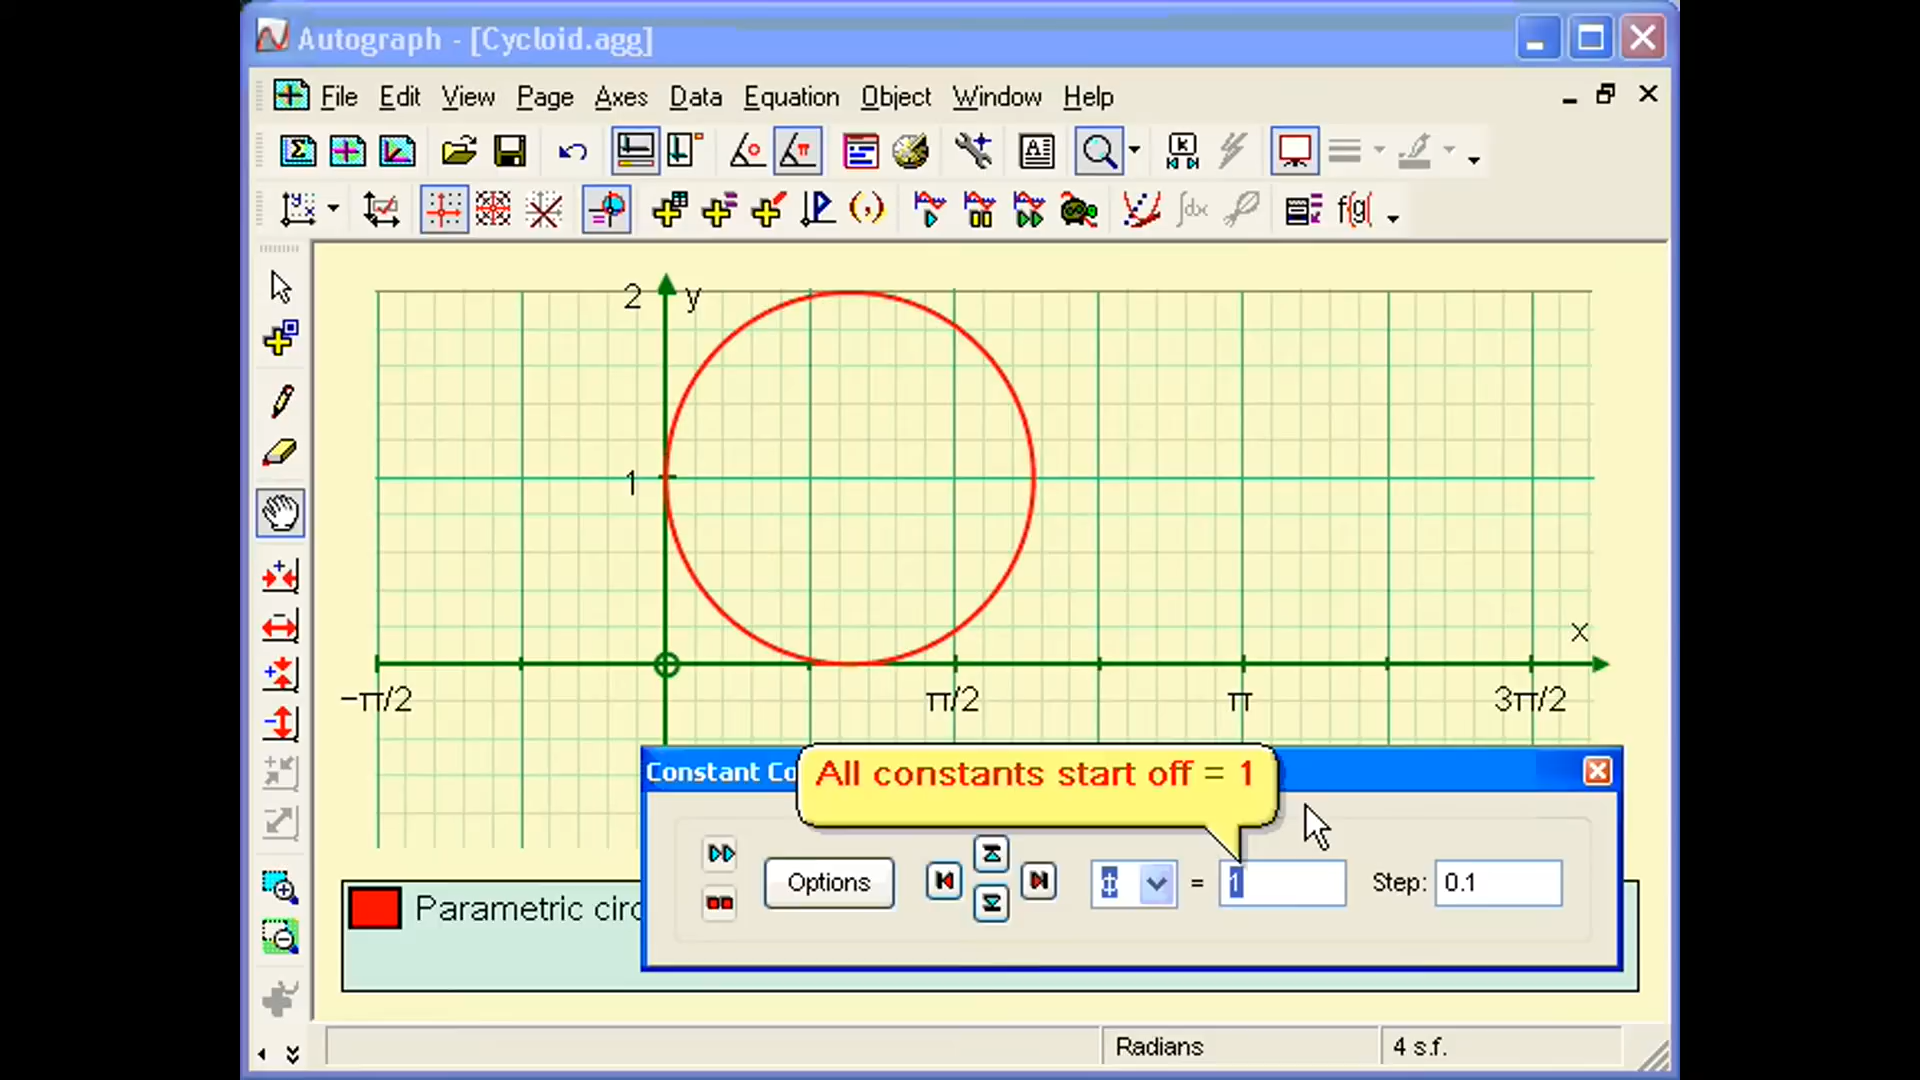 Autograph - [Cycloid.agg]
File Edit View Page Axes Data Equation Object Window Help
2 y
1
x
−π/2 π/2 π 3π/2
All constants start off = 1
Constant Co
Options = 1 Step: 0.1
Parametric circ
Radians 4 s.f.